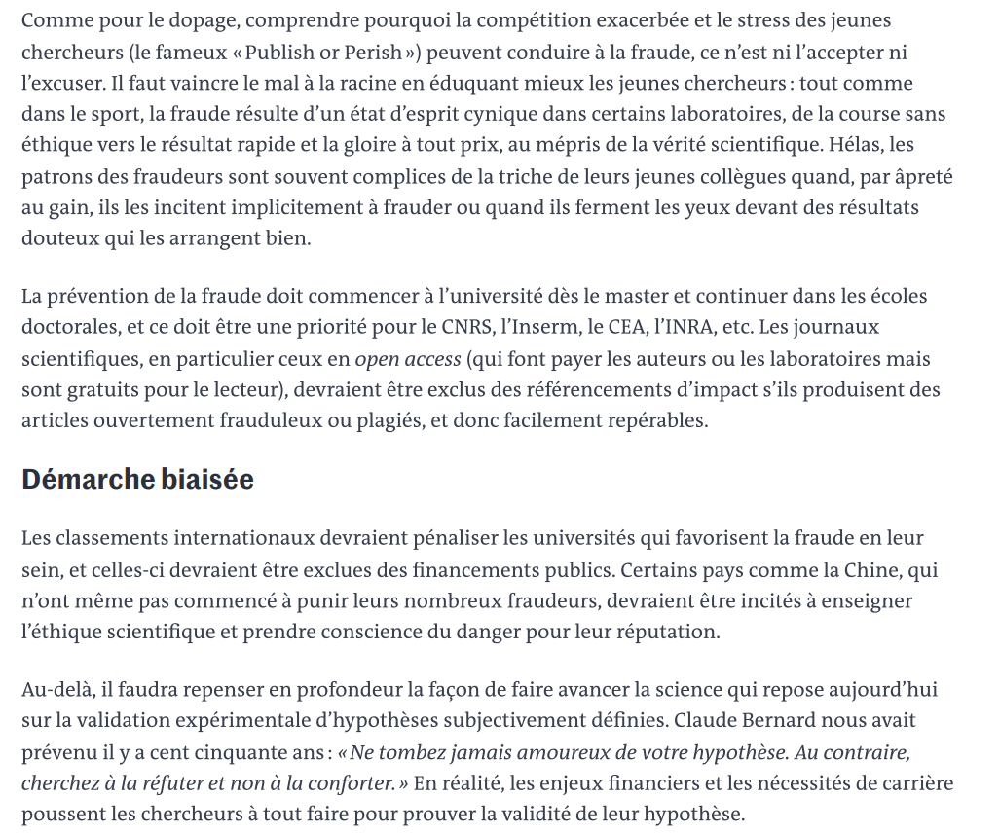 Comme pour le dopage, comprendre pourquoi la compétition exacerbée et le stress des jeunes
chercheurs (le fameux « Publish or Perish ») peuvent conduire à la fraude, ce n’est ni l’accepter ni
l’excuser. Il faut vaincre le mal à la racine en éduquant mieux les jeunes chercheurs : tout comme
dans le sport, la fraude résulte d’un état d’esprit cynique dans certains laboratoires, de la course sans
éthique vers le résultat rapide et la gloire à tout prix, au mépris de la vérité scientifique. Hélas, les
patrons des fraudeurs sont souvent complices de la triche de leurs jeunes collègues quand, par âpreté
au gain, ils les incitent implicitement à frauder ou quand ils ferment les yeux devant des résultats
douteux qui les arrangent bien.
La prévention de la fraude doit commencer à l’université dès le master et continuer dans les écoles
doctorales, et ce doit être une priorité pour le CNRS, l’Inserm, le CEA, l’INRA, etc. Les journaux
scientifiques, en particulier ceux en open access (qui font payer les auteurs ou les laboratoires mais
sont gratuits pour le lecteur), devraient être exclus des référencements d’impact s’ils produisent des
articles ouvertement frauduleux ou plagiés, et donc facilement repérables.
Démarche biaisée
Les classements internationaux devraient pénaliser les universités qui favorisent la fraude en leur
sein, et celles-ci devraient être exclues des financements publics. Certains pays comme la Chine, qui
n’ont même pas commencé à punir leurs nombreux fraudeurs, devraient être incités à enseigner
l’éthique scientifique et prendre conscience du danger pour leur réputation.
Au-delà, il faudra repenser en profondeur la façon de faire avancer la science qui repose aujourd’hui
sur la validation expérimentale d’hypothèses subjectivement définies. Claude Bernard nous avait
prévenu il y a cent cinquante ans : « Ne tombez jamais amoureux de votre hypothèse. Au contraire,
cherchez à la réfuter et non à la conforter. » En réalité, les enjeux financiers et les nécessités de carrière
poussent les chercheurs à tout faire pour prouver la validité de leur hypothèse.